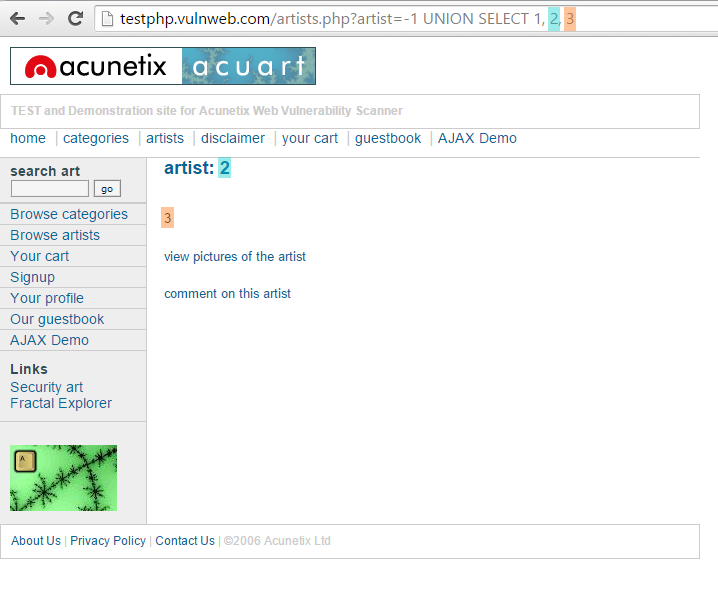 testphp.vulnweb.com/artists.php?artist=-1 UNION SELECT 1, 2, 3
acunetix acuart
TEST and Demonstration site for Acunetix Web Vulnerability Scanner
home | categories | artists | disclaimer | your cart | guestbook | AJAX Demo
search art
go
Browse categories
Browse artists
Your cart
Signup
Your profile
Our guestbook
AJAX Demo
Links
Security art
Fractal Explorer
A
artist: 2
3
view pictures of the artist
comment on this artist
About Us | Privacy Policy | Contact Us | ©2006 Acunetix Ltd